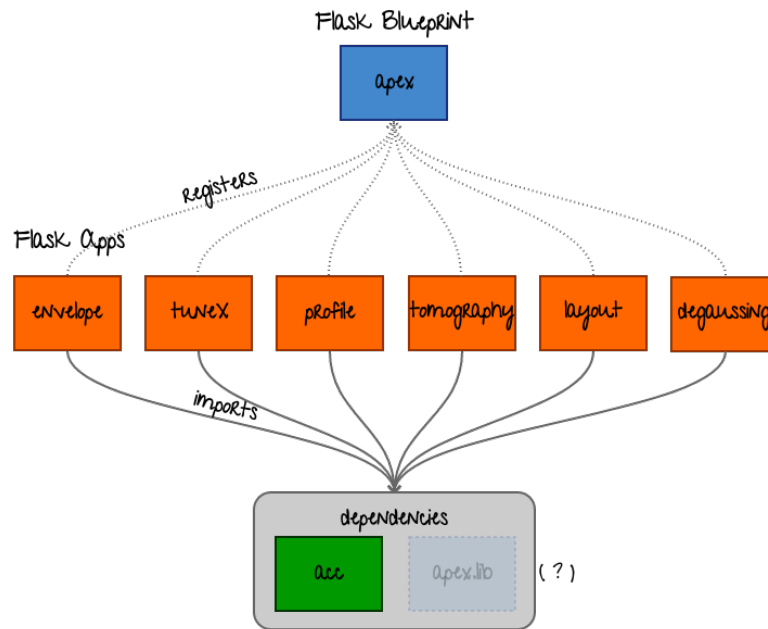 Flask Blueprint
apex
Registers
Flask Apps
envelope
tuneX
profile
tomography
layout
degaussing
imports
dependencies
acc
apex.lib
(?)